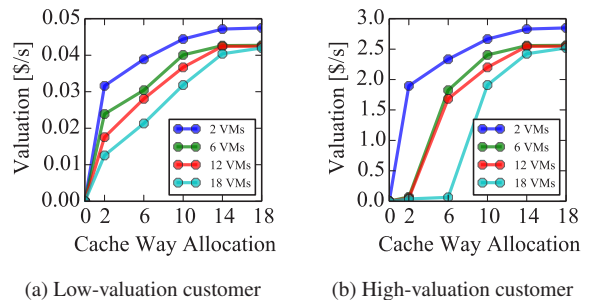 0.05
0.04
0.03
0.02
0.01
0.00
Valuation [$/s]
2 VMs
6 VMs
12 VMs
18 VMs
0 2 6 10 14 18
Cache Way Allocation
(a) Low-valuation customer
3.0
2.5
2.0
1.5
1.0
0.5
0.0
Valuation [$/s]
2 VMs
6 VMs
12 VMs
18 VMs
0 2 6 10 14 18
Cache Way Allocation
(b) High-valuation customer